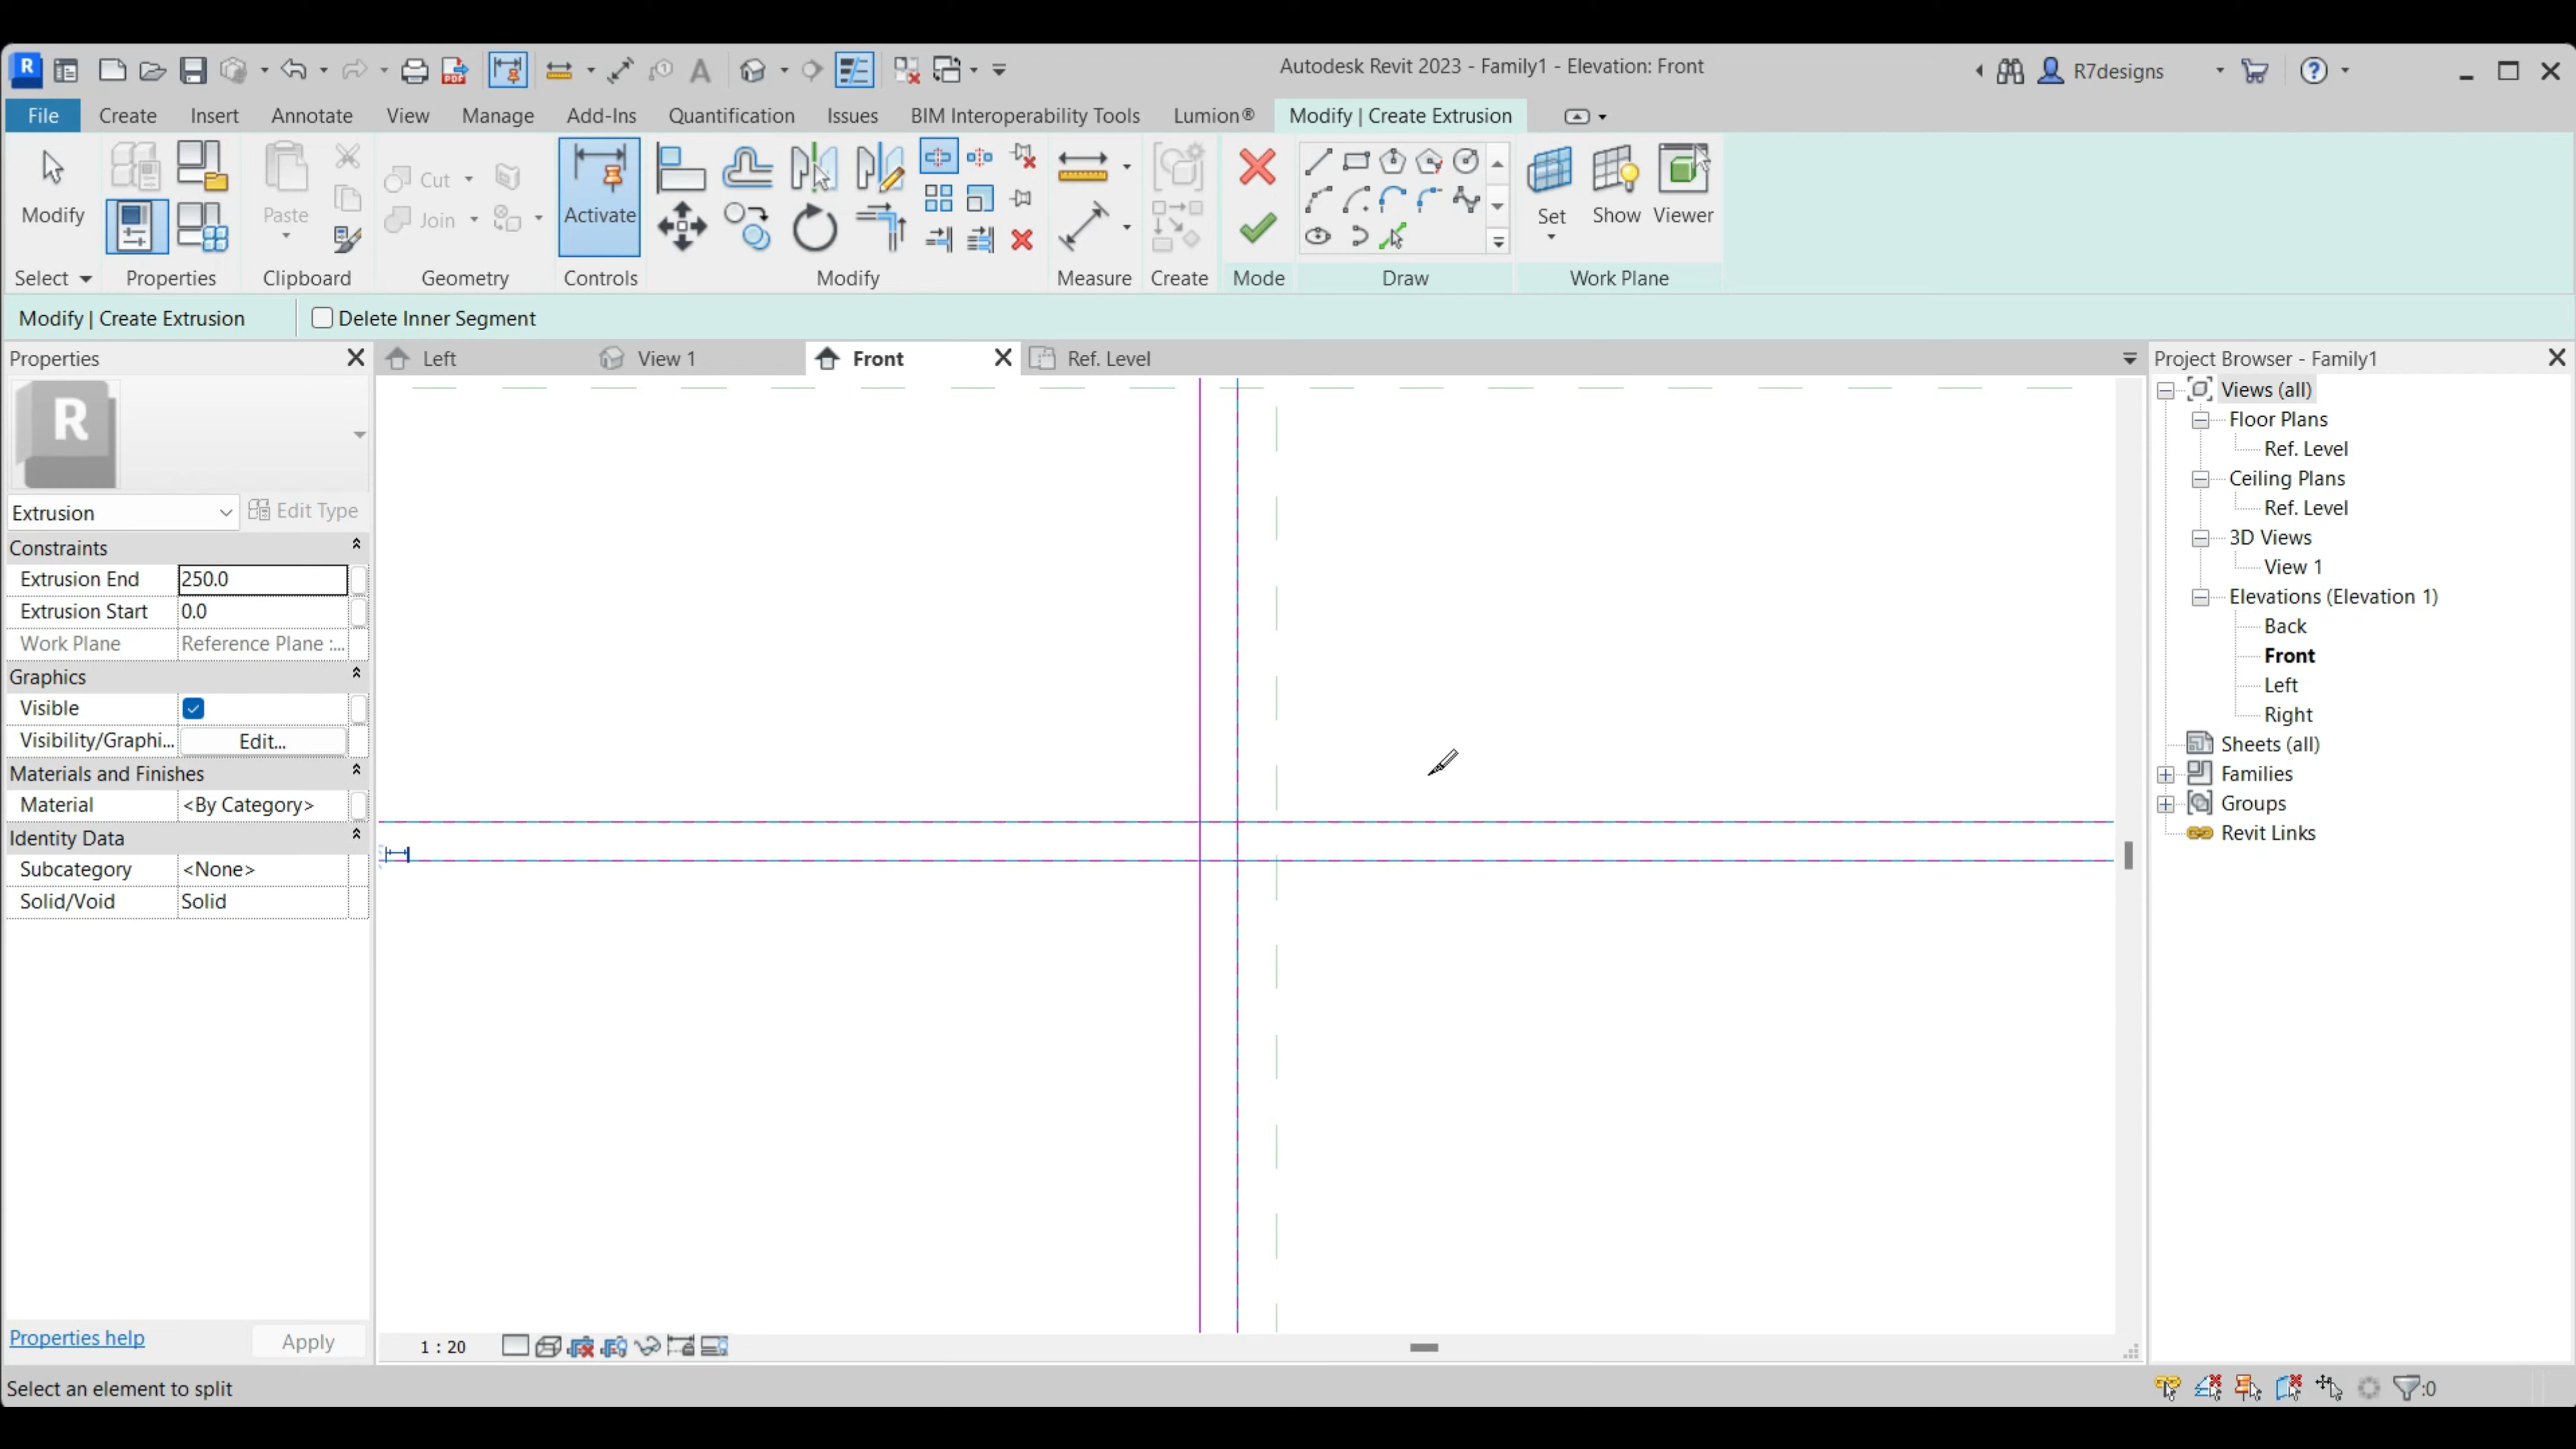 R
Autodesk Revit 2023 - Family1 - Elevation: Front
R7designs
File
Create
Insert
Annotate
View
Manage
Add-Ins
Quantification
Issues
BIM Interoperability Tools
Lumion®
Modify | Create Extrusion
Modify
Paste
Cut
Join
Activate
Set
Show
Viewer
Select
Properties
Clipboard
Geometry
Controls
Modify
Measure
Create
Mode
Draw
Work Plane
Modify | Create Extrusion
Delete Inner Segment
Properties
Left
View 1
Front
Ref. Level
Project Browser - Family1
R
Extrusion
Edit Type
Constraints
Extrusion End 250.0
Extrusion Start 0.0
Work Plane Reference Plane :...
Graphics
Visible
Visibility/Graphi... Edit...
Materials and Finishes
Material <By Category>
Identity Data
Subcategory <None>
Solid/Void Solid
Properties help
Apply
Views (all)
Floor Plans
Ref. Level
Ceiling Plans
Ref. Level
3D Views
View 1
Elevations (Elevation 1)
Back
Front
Left
Right
Sheets (all)
Families
Groups
Revit Links
1 : 20
Select an element to split
:0